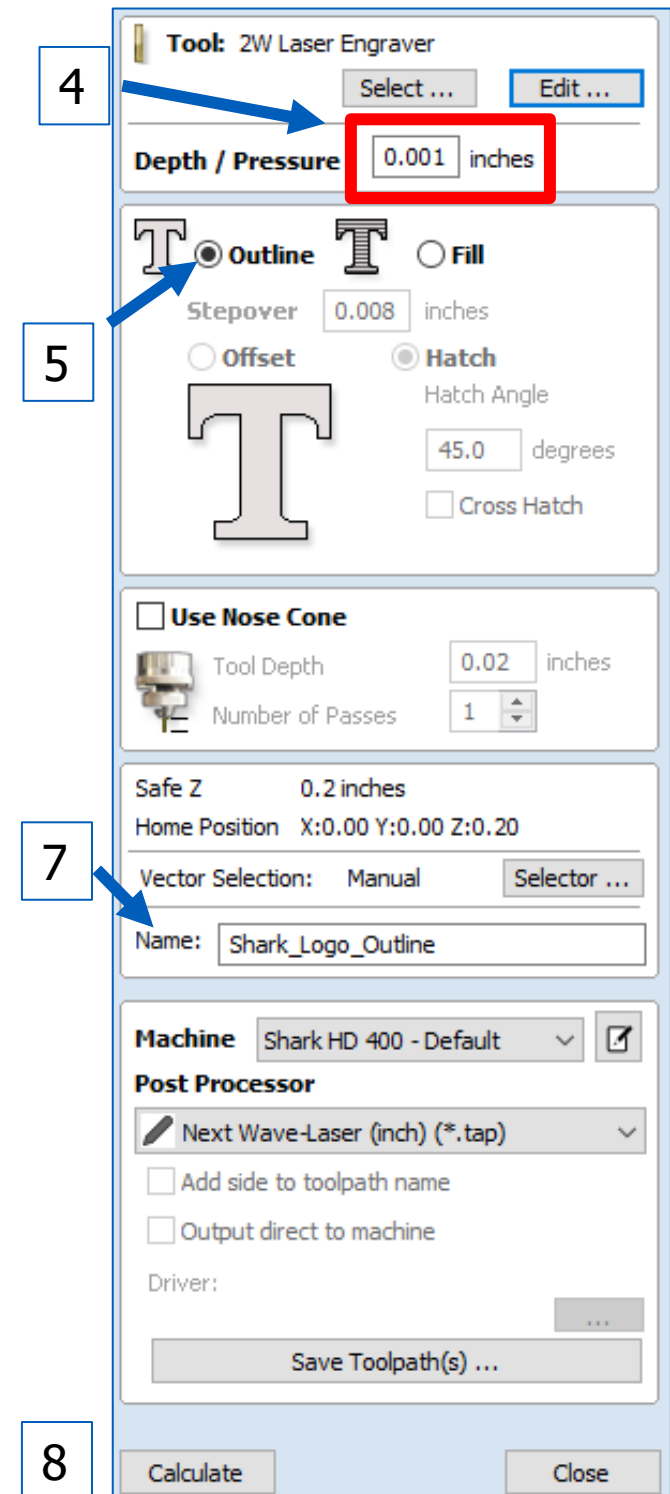 Tool: 2W Laser Engraver
4
Select ... Edit ...
Depth / Pressure 0.001 inches
T Outline T Fill
5
Stepover 0.008 inches
Offset Hatch
T
Hatch Angle
45.0 degrees
Cross Hatch
Use Nose Cone
Tool Depth 0.02 inches
Number of Passes 1
Safe Z 0.2 inches
Home Position X:0.00 Y:0.00 Z:0.20
7
Vector Selection: Manual Selector ...
Name: Shark_Logo_Outline
Machine Shark HD 400 - Default
Post Processor
Next Wave-Laser (inch) (*.tap)
Add side to toolpath name
Output direct to machine
Driver:
...
Save Toolpath(s) ...
8
Calculate Close